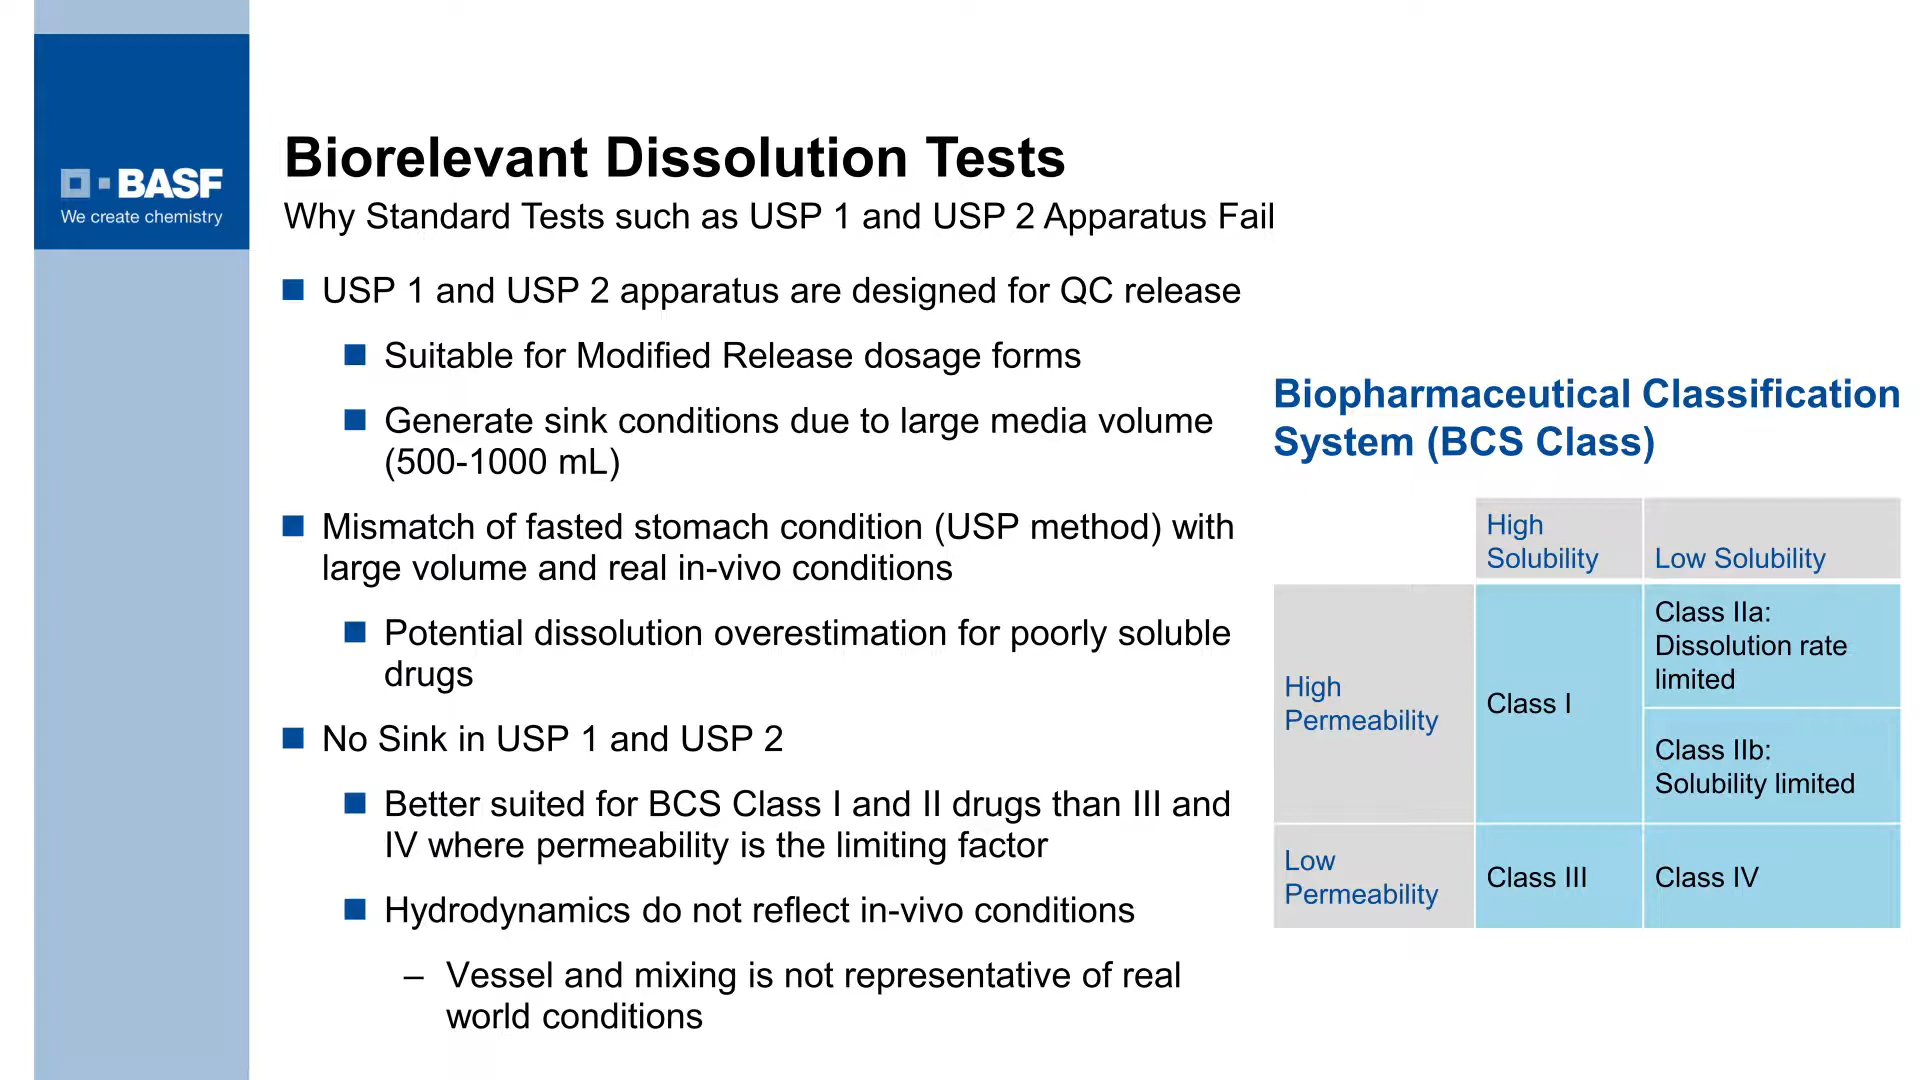 BASF
We create chemistry
Biorelevant Dissolution Tests
Why Standard Tests such as USP 1 and USP 2 Apparatus Fail
USP 1 and USP 2 apparatus are designed for QC release
Suitable for Modified Release dosage forms
Generate sink conditions due to large media volume
(500-1000 mL)
Mismatch of fasted stomach condition (USP method) with
large volume and real in-vivo conditions
Potential dissolution overestimation for poorly soluble
drugs
No Sink in USP 1 and USP 2
Better suited for BCS Class I and II drugs than III and
IV where permeability is the limiting factor
Hydrodynamics do not reflect in-vivo conditions
– Vessel and mixing is not representative of real
world conditions
Biopharmaceutical Classification
System (BCS Class)
High
Solubility
Low Solubility
High
Permeability
Class I
Class IIa:
Dissolution rate
limited
Class IIb:
Solubility limited
Low
Permeability
Class III
Class IV